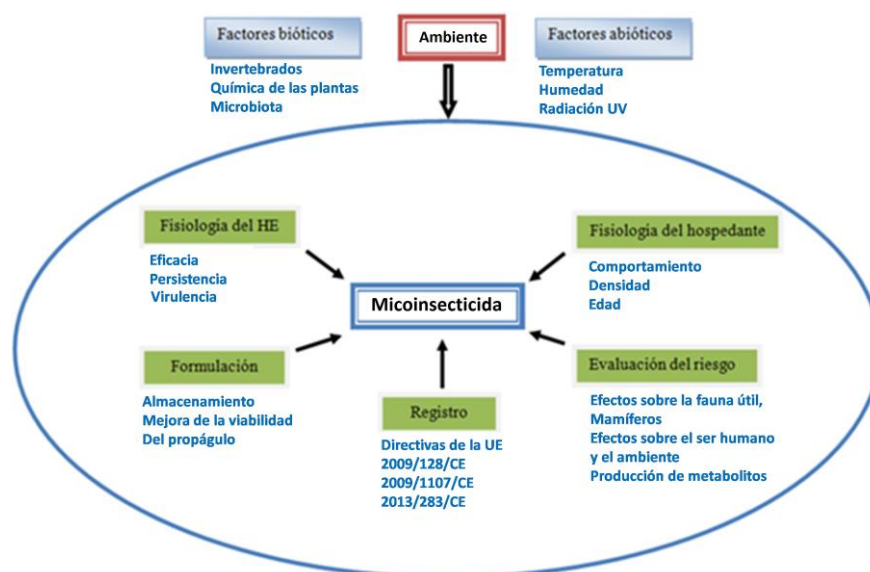 Factores bióticos
Invertebrados
Química de las plantas
Microbiota
Ambiente
Factores abióticos
Temperatura
Humedad
Radiación UV
Fisiología del HE
Eficacia
Persistencia
Virulencia
Fisiología del hospedante
Comportamiento
Densidad
Edad
Micoinsecticida
Formulación
Almacenamiento
Mejora de la viabilidad
Del propágulo
Registro
Directivas de la UE
2009/128/CE
2009/1107/CE
2013/283/CE
Evaluación del riesgo
Efectos sobre la fauna útil,
Mamíferos
Efectos sobre el ser humano
y el ambiente
Producción de metabolitos